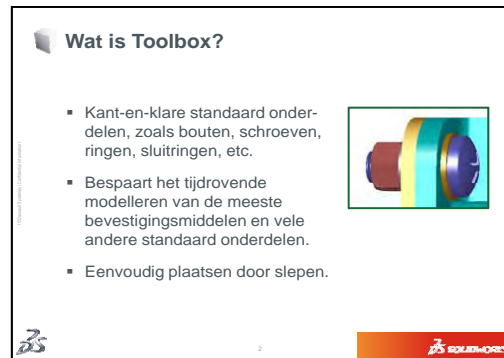 Wat is Toolbox?
▪ Kant-en-klare standaard onder-
delen, zoals bouten, schroeven,
ringen, sluitringen, etc.
▪ Bespaart het tijdrovende
modelleren van de meeste
bevestigingsmiddelen en vele
andere standaard onderdelen.
▪ Eenvoudig plaatsen door slepen.
2
SOLIDWORKS